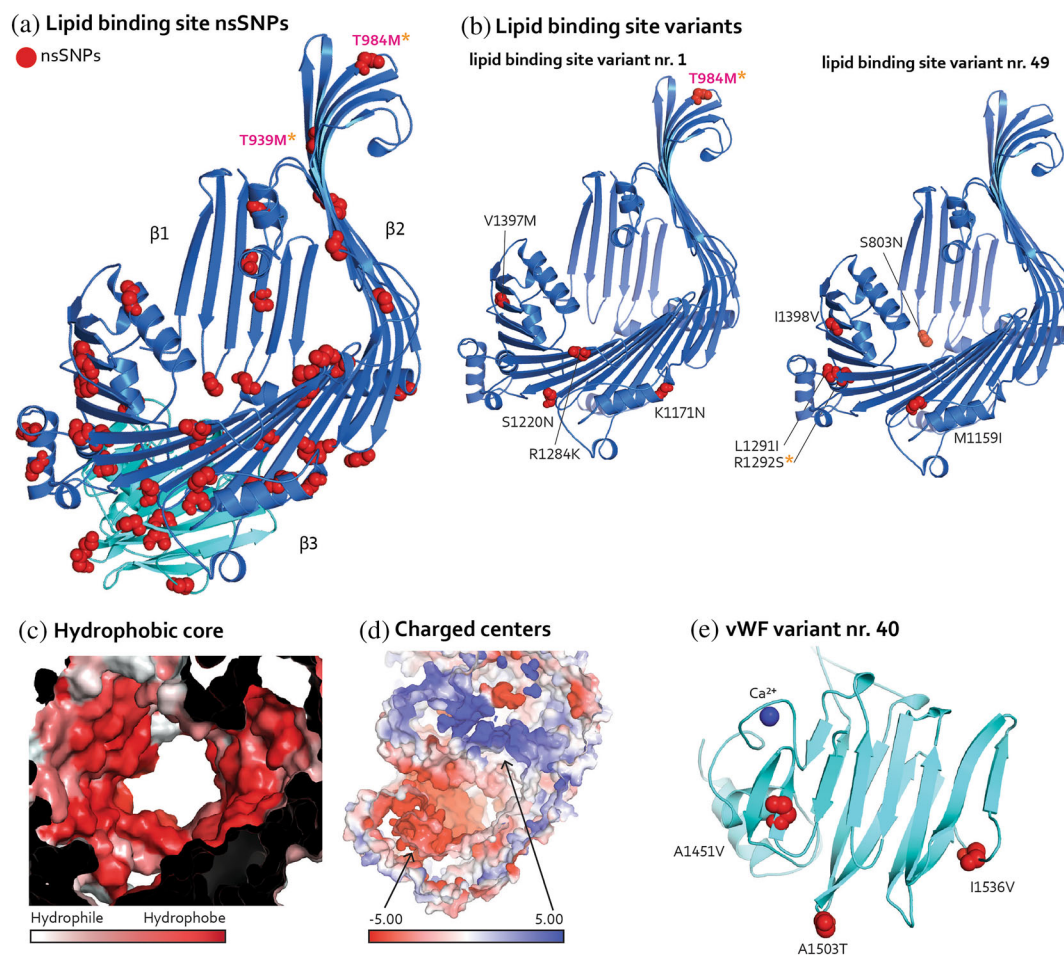 (a) Lipid binding site nsSNPs
nsSNPs
T984M*
T939M*
β1
β2
β3
(b) Lipid binding site variants
lipid binding site variant nr. 1
T984M*
V1397M
S1220N
R1284K
K1171N
lipid binding site variant nr. 49
S803N
I1398V
L1291I
R1292S*
M1159I
(c) Hydrophobic core
Hydrophile Hydrophobe
(d) Charged centers
-5.00 5.00
(e) vWF variant nr. 40
Ca²⁺
A1451V
I1536V
A1503T